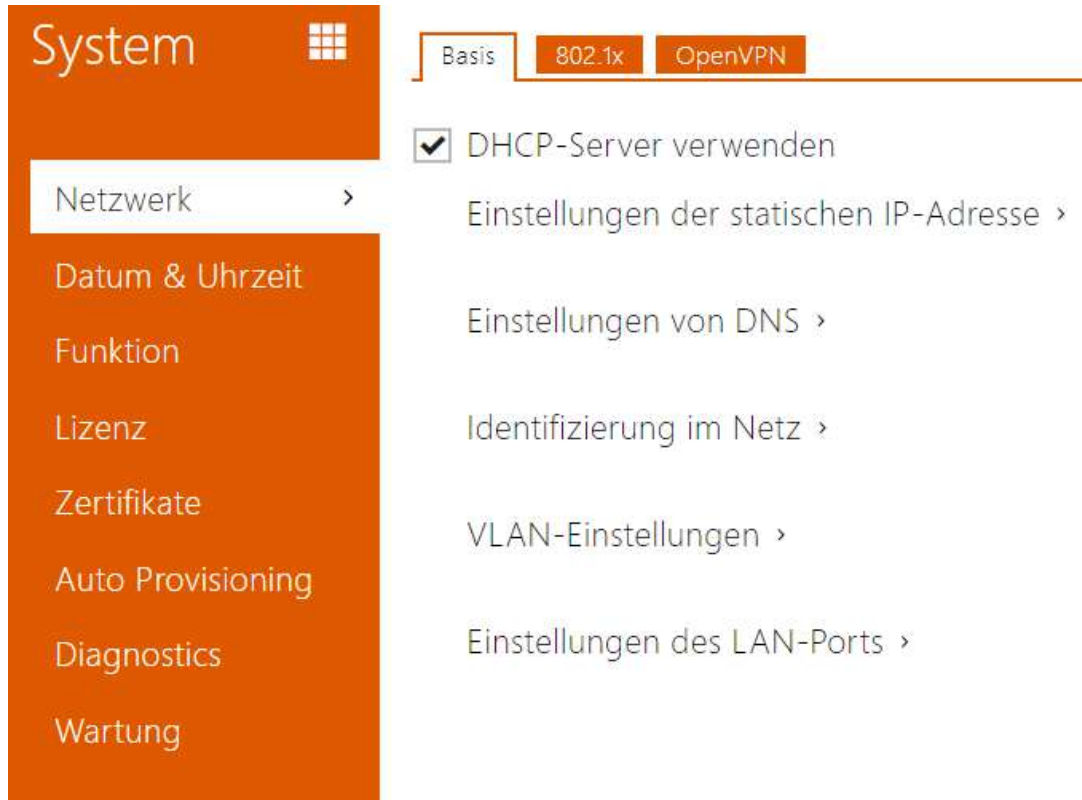 System
Netzwerk
Datum & Uhrzeit
Funktion
Lizenz
Zertifikate
Auto Provisioning
Diagnostics
Wartung
Basis 802.1x OpenVPN
DHCP-Server verwenden
Einstellungen der statischen IP-Adresse ›
Einstellungen von DNS ›
Identifizierung im Netz ›
VLAN-Einstellungen ›
Einstellungen des LAN-Ports ›